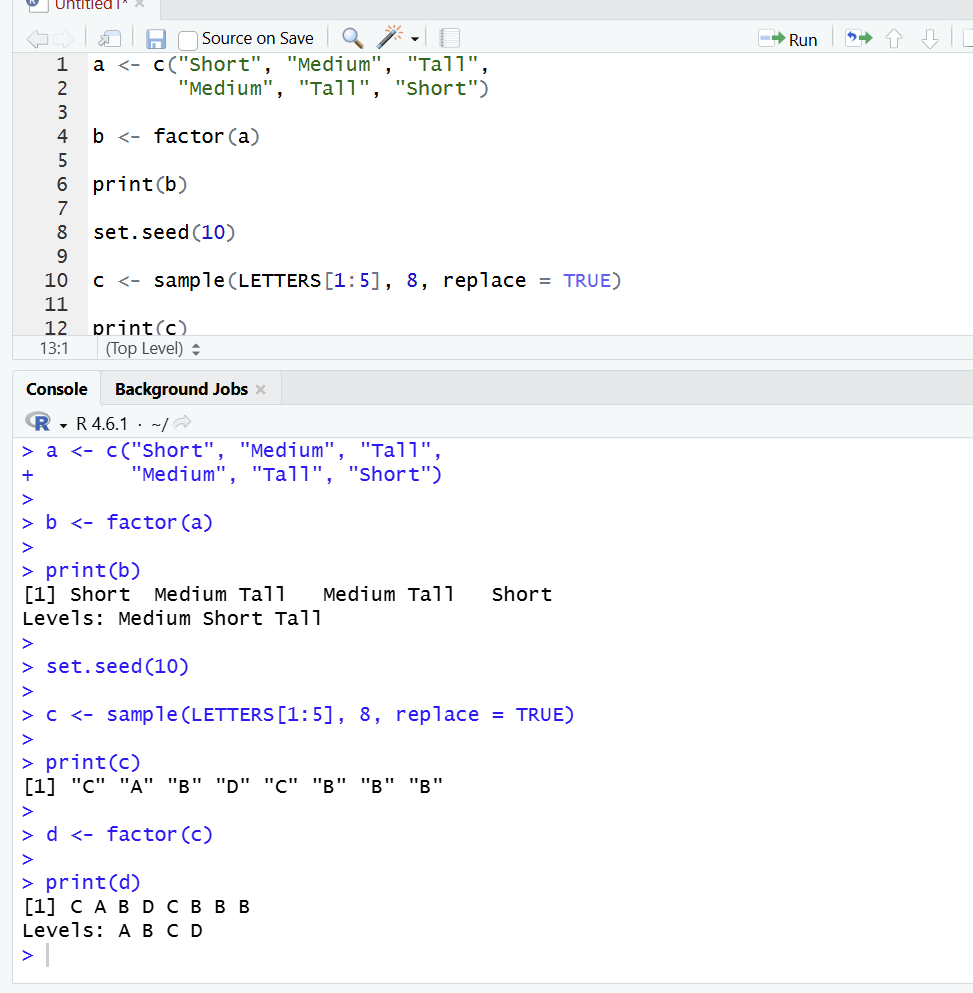 Untitled1*
Source on Save
Run
1 a <- c("Short", "Medium", "Tall",
2        "Medium", "Tall", "Short")
3
4 b <- factor(a)
5
6 print(b)
7
8 set.seed(10)
9
10 c <- sample(LETTERS[1:5], 8, replace = TRUE)
11
12 print(c)
13:1 (Top Level)
Console Background Jobs
R R 4.6.1 · ~/
> a <- c("Short", "Medium", "Tall",
+        "Medium", "Tall", "Short")
>
> b <- factor(a)
>
> print(b)
[1] Short  Medium Tall   Medium Tall   Short
Levels: Medium Short Tall
>
> set.seed(10)
>
> c <- sample(LETTERS[1:5], 8, replace = TRUE)
>
> print(c)
[1] "C" "A" "B" "D" "C" "B" "B" "B"
>
> d <- factor(c)
>
> print(d)
[1] C A B D C B B B
Levels: A B C D
>